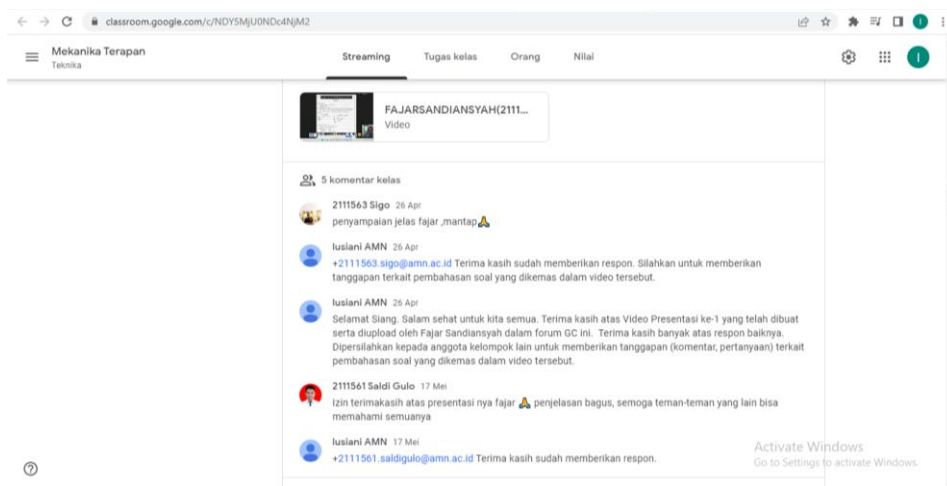 classroom.google.com/c/NDY5MjU0NDc4NjM2
Mekanika Terapan
Teknika
Streaming
Tugas kelas
Orang
Nilai
I
FAJARSANDIANSYAH(2111...
Video
5 komentar kelas
2111563 Sigo 26 Apr
penyampaian jelas fajar ,mantap🙏
lusiani AMN 26 Apr
+2111563.sigo@amn.ac.id Terima kasih sudah memberikan respon. Silahkan untuk memberikan
tanggapan terkait pembahasan soal yang dikemas dalam video tersebut.
lusiani AMN 26 Apr
Selamat Siang. Salam sehat untuk kita semua. Terima kasih atas Video Presentasi ke-1 yang telah dibuat
serta diupload oleh Fajar Sandiansyah dalam forum GC ini. Terima kasih banyak atas respon baiknya.
Dipersilahkan kepada anggota kelompok lain untuk memberikan tanggapan (komentar, pertanyaan) terkait
pembahasan soal yang dikemas dalam video tersebut.
2111561 Saldi Gulo 17 Mei
Izin terimakasih atas presentasi nya fajar 🙏 penjelasan bagus, semoga teman-teman yang lain bisa
memahami semuanya
lusiani AMN 17 Mei
+2111561.saldigulo@amn.ac.id Terima kasih sudah memberikan respon.
Activate Windows
Go to Settings to activate Windows.